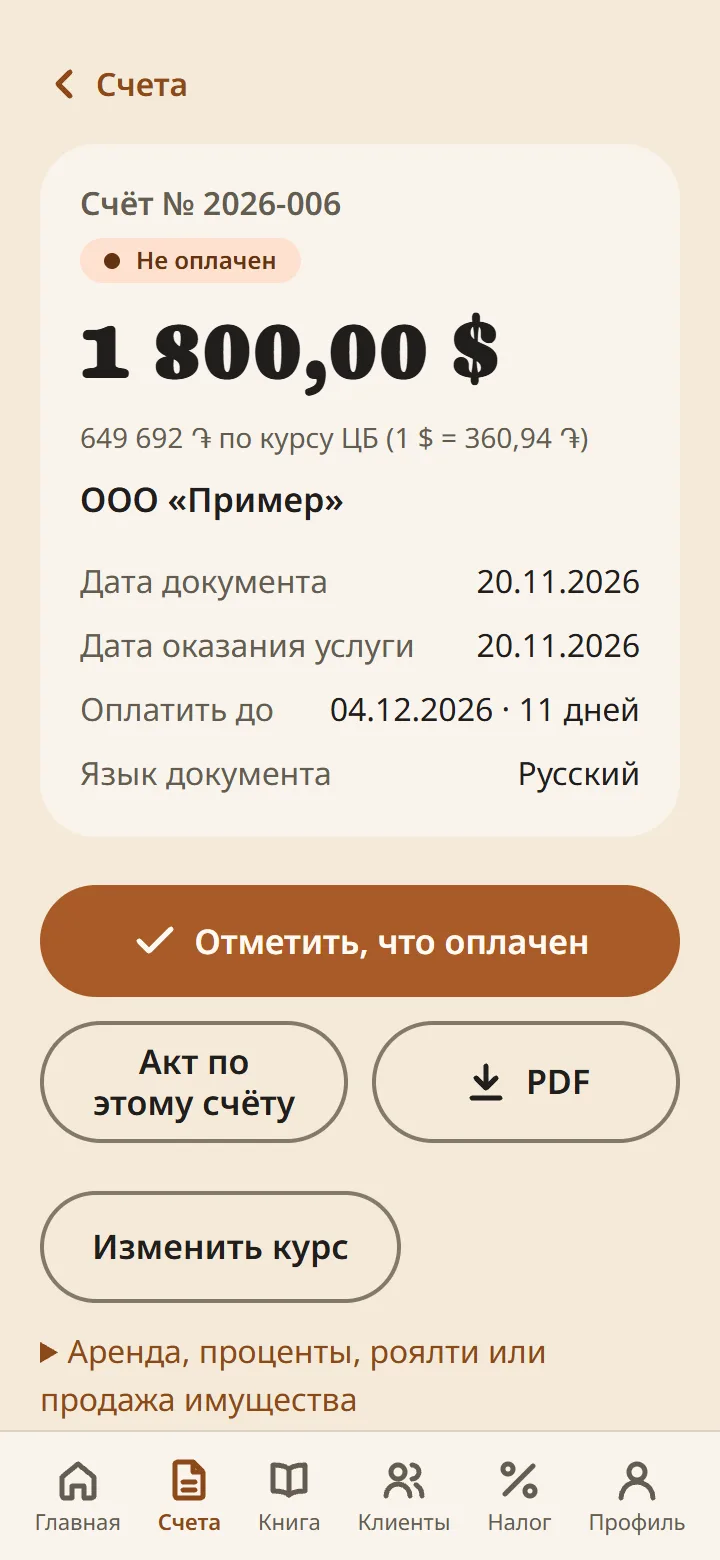 Счета
Счёт № 2026-006
Не оплачен
1 800,00 $
649 692 ֏ по курсу ЦБ (1 $ = 360,94 ֏)
ООО «Пример»
Дата документа 20.11.2026
Дата оказания услуги 20.11.2026
Оплатить до 04.12.2026 · 11 дней
Язык документа Русский
Отметить, что оплачен
Акт по
этому счёту
PDF
Изменить курс
Аренда, проценты, роялти или
продажа имущества
Главная Счета Книга Клиенты Налог Профиль